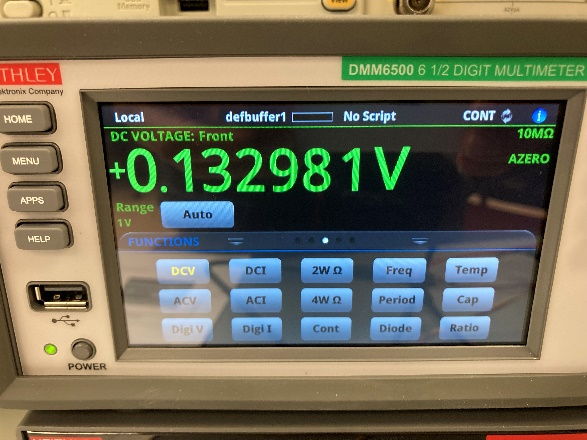 THLEY
ktronix Company
DMM6500 6 1/2 DIGIT MULTIMETER
HOME
MENU
APPS
HELP
POWER
Local defbuffer1 No Script CONT i
DC VOLTAGE: Front 10MΩ
+0.132981V AZERO
Range Auto
1V
FUNCTIONS
DCV DCI 2W Ω Freq Temp
ACV ACI 4W Ω Period Cap
Digi V Digi I Cont Diode Ratio